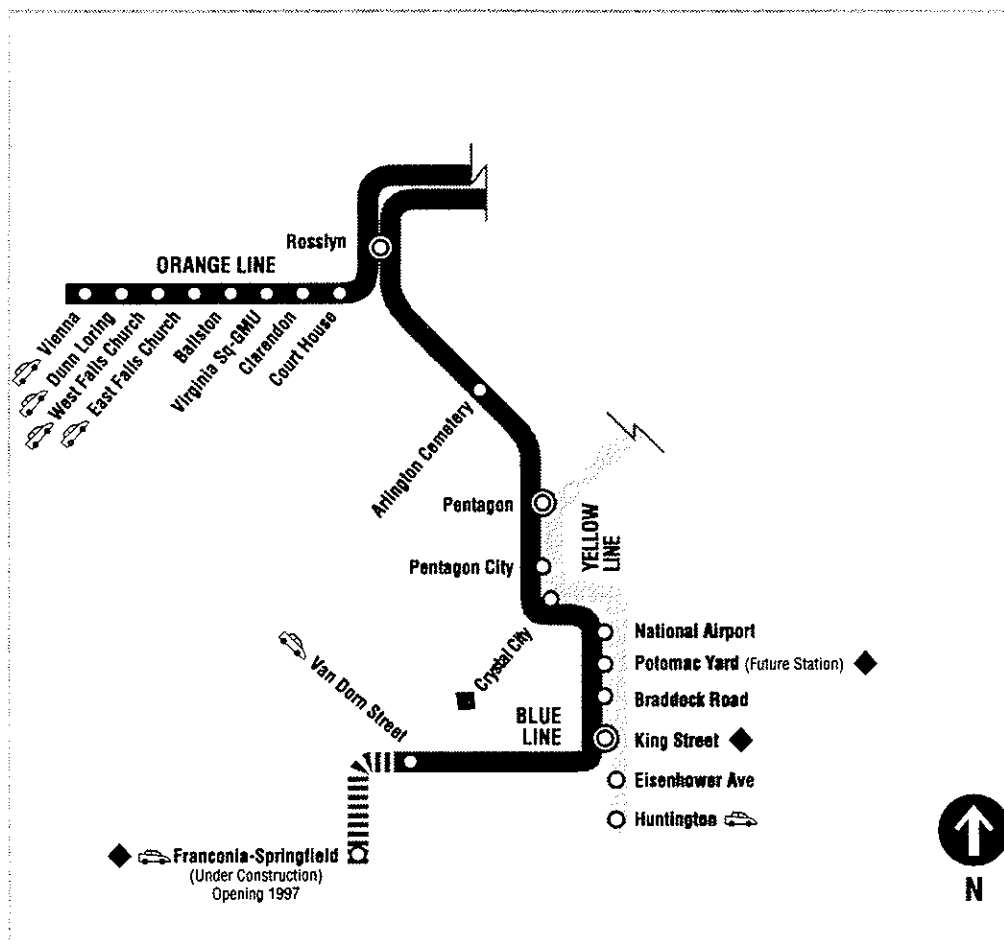 Rosslyn
ORANGE LINE
Vienna
Dunn Loring
West Falls Church
East Falls Church
Ballston
Virginia Sq-GMU
Clarendon
Court House
Arlington Cemetery
Pentagon
YELLOW
LINE
Pentagon City
National Airport
Crystal City
Potomac Yard (Future Station)
Van Dorn Street
Braddock Road
BLUE
LINE
King Street
Eisenhower Ave
Huntington
Franconia-Springfield
(Under Construction)
Opening 1997
N